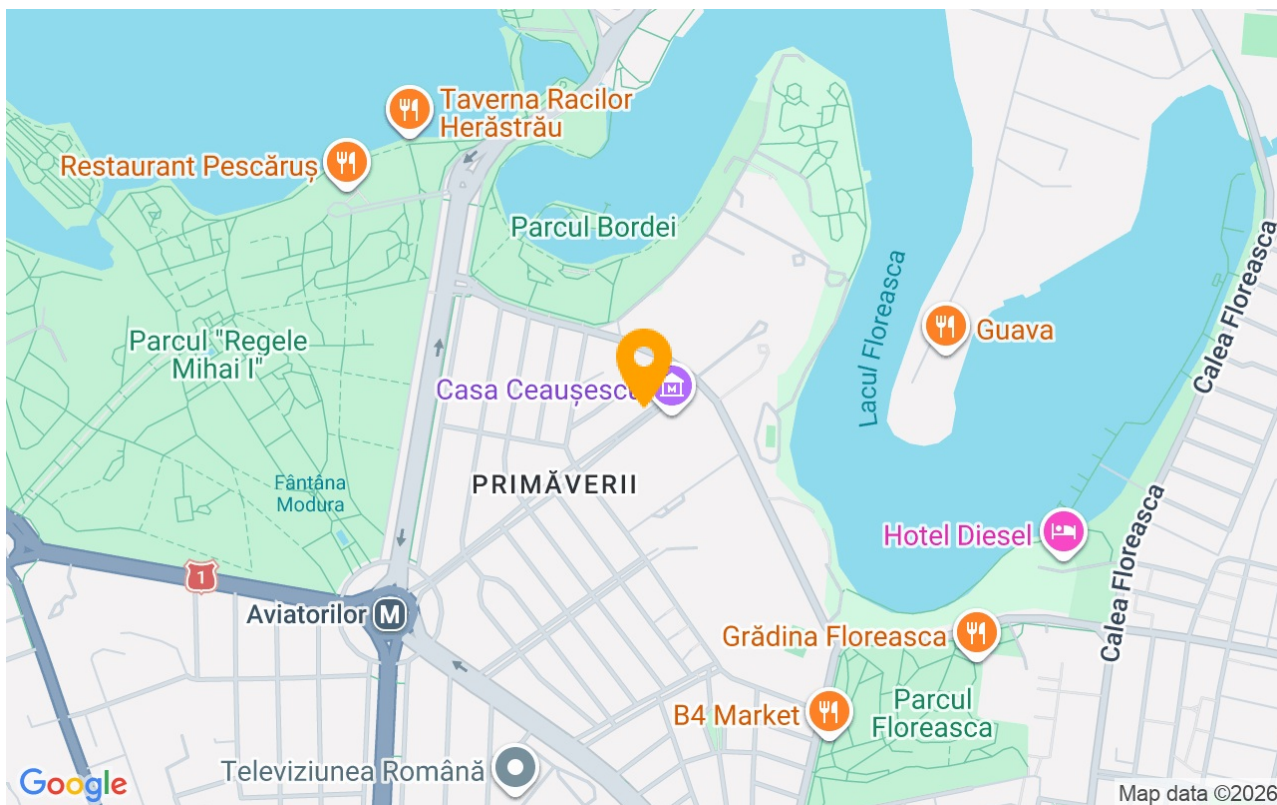 Taverna Racilor
Herăstrău
Restaurant Pescăruș
Parcul Bordei
Parcul "Regele
Mihai I"
Lacul Floreasca
Guava
Calea Floreasca
Casa Ceaușescu
PRIMĂVERII
Fântâna
Modura
1
Aviatorilor
M
Hotel Diesel
Calea Floreasca
Grădina Floreasca
B4 Market
Parcul
Floreasca
Televiziunea Română
Google
Map data ©2026